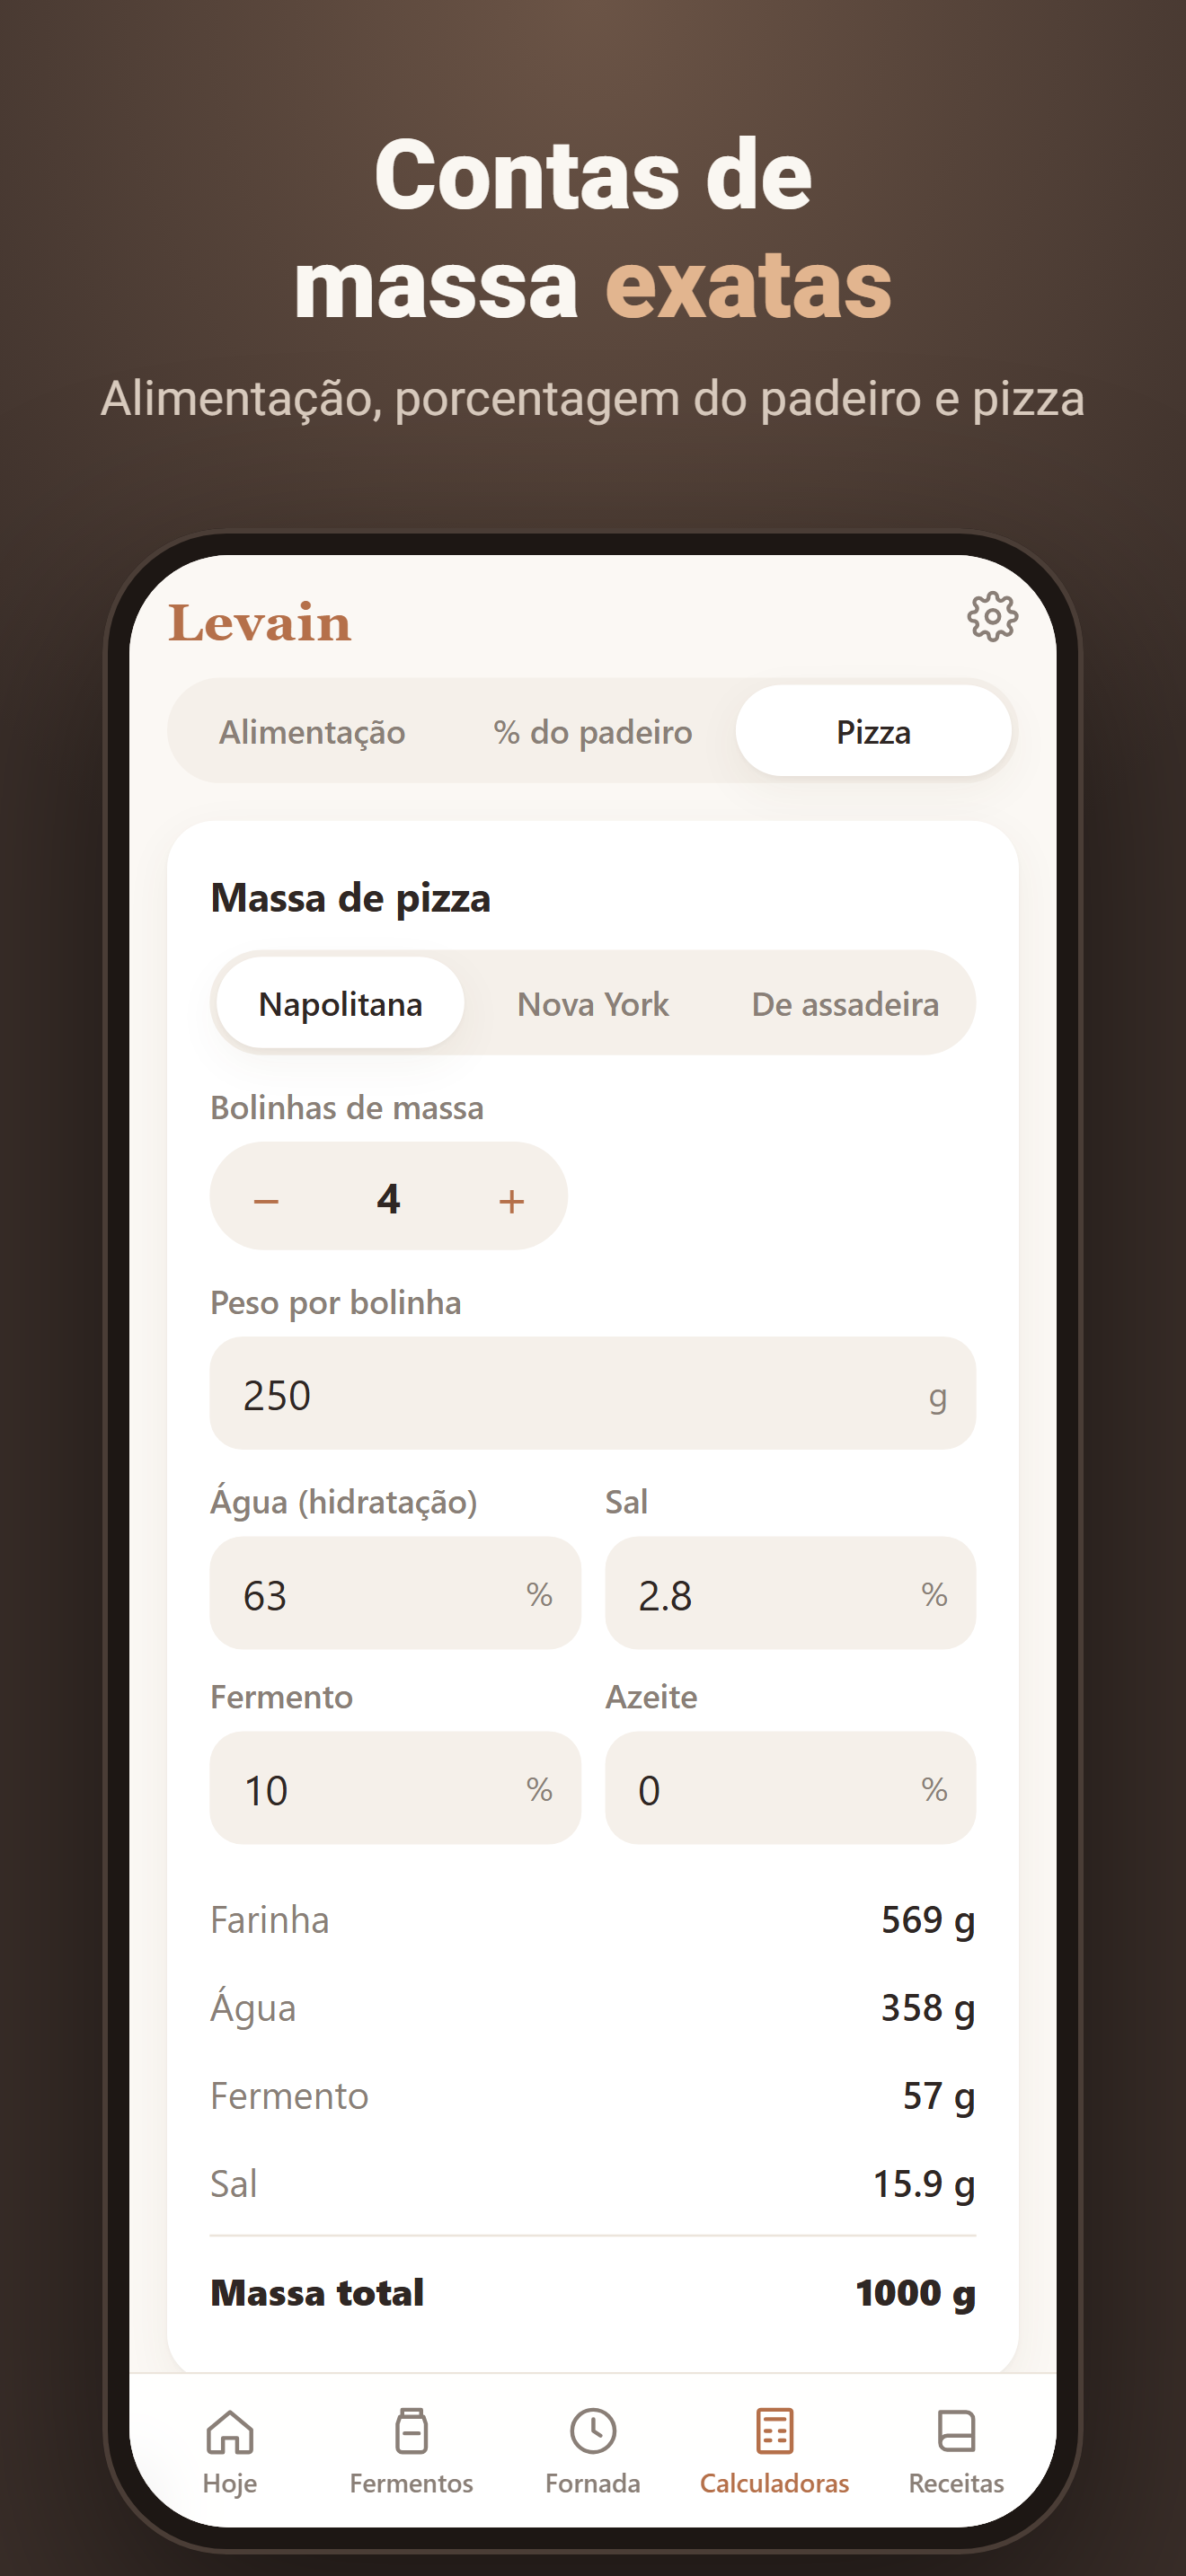 Contas de
massa exatas
Alimentação, porcentagem do padeiro e pizza
Levain
Alimentação % do padeiro Pizza
Massa de pizza
Napolitana Nova York De assadeira
Bolinhas de massa
− 4 +
Peso por bolinha
250 g
Água (hidratação) Sal
63 % 2.8 %
Fermento Azeite
10 % 0 %
Farinha 569 g
Água 358 g
Fermento 57 g
Sal 15.9 g
Massa total 1000 g
Hoje Fermentos Fornada Calculadoras Receitas